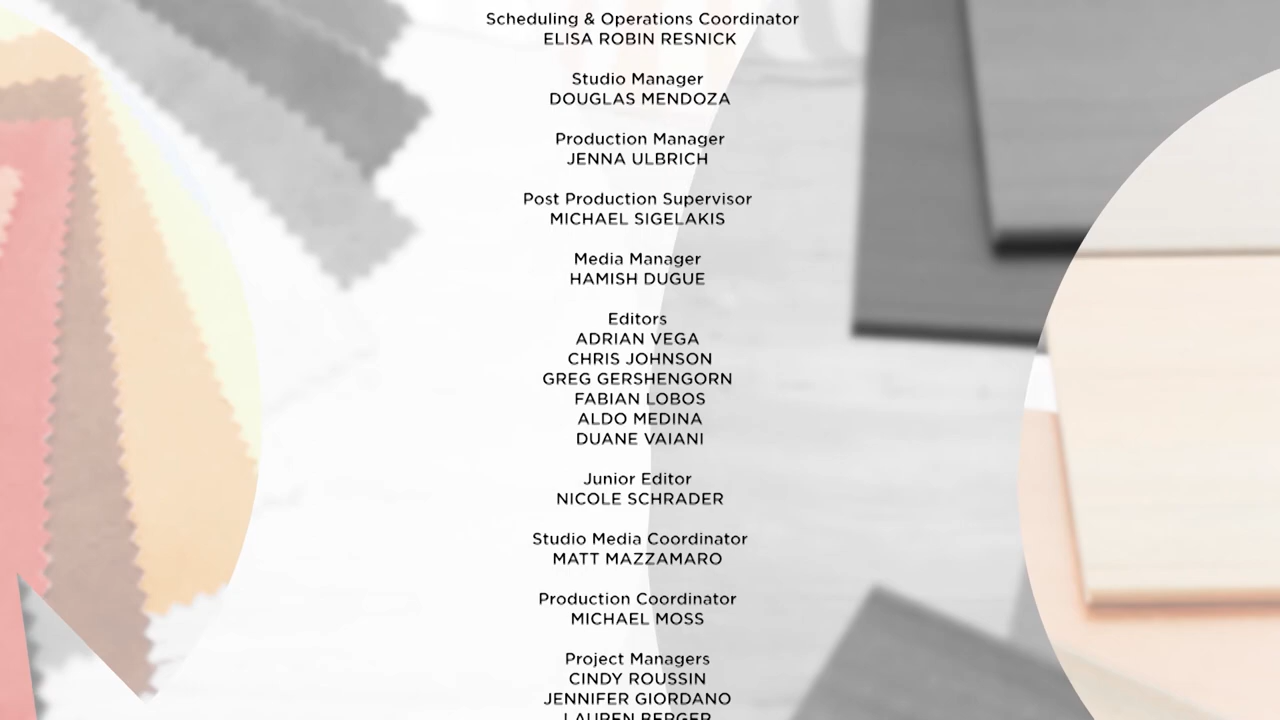 Scheduling & Operations Coordinator
ELISA ROBIN RESNICK
Studio Manager
DOUGLAS MENDOZA
Production Manager
JENNA ULBRICH
Post Production Supervisor
MICHAEL SIGELAKIS
Media Manager
HAMISH DUGUE
Editors
ADRIAN VEGA
CHRIS JOHNSON
GREG GERSHENGORN
FABIAN LOBOS
ALDO MEDINA
DUANE VAIANI
Junior Editor
NICOLE SCHRADER
Studio Media Coordinator
MATT MAZZAMARO
Production Coordinator
MICHAEL MOSS
Project Managers
CINDY ROUSSIN
JENNIFER GIORDANO
LAUREN BERGER